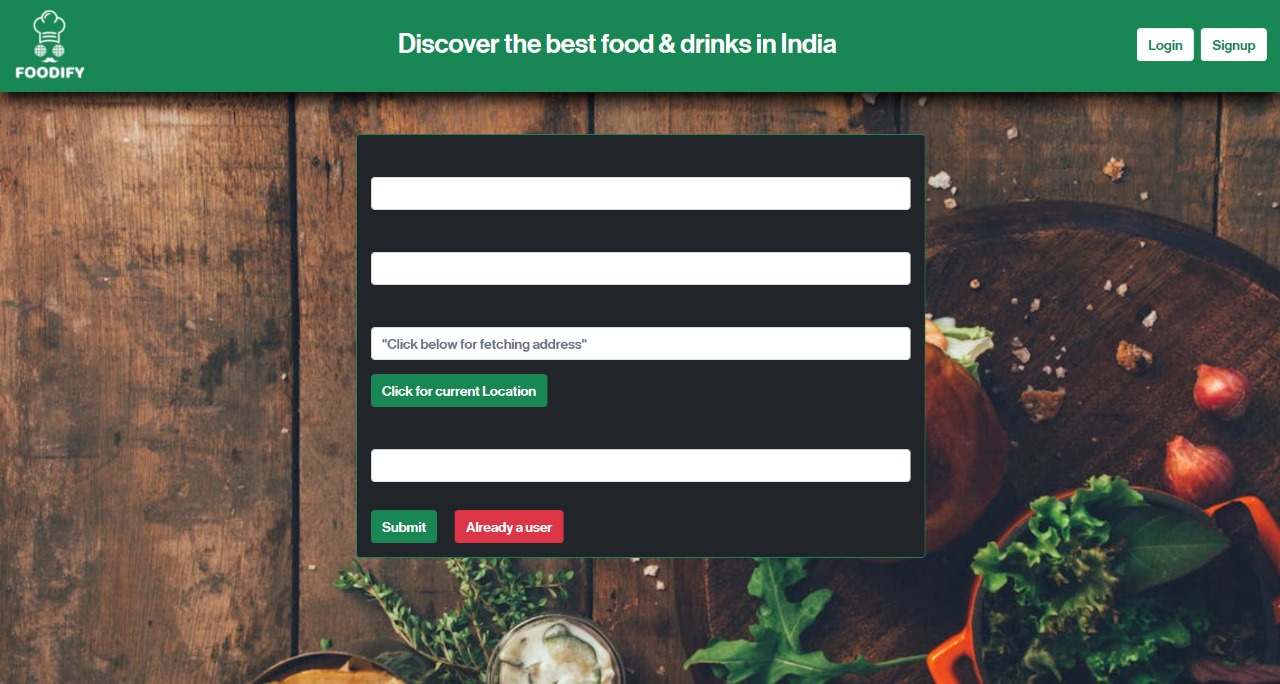 FOODIFY
Discover the best food & drinks in India
Login
Signup
"Click below for fetching address"
Click for current Location
Submit
Already a user